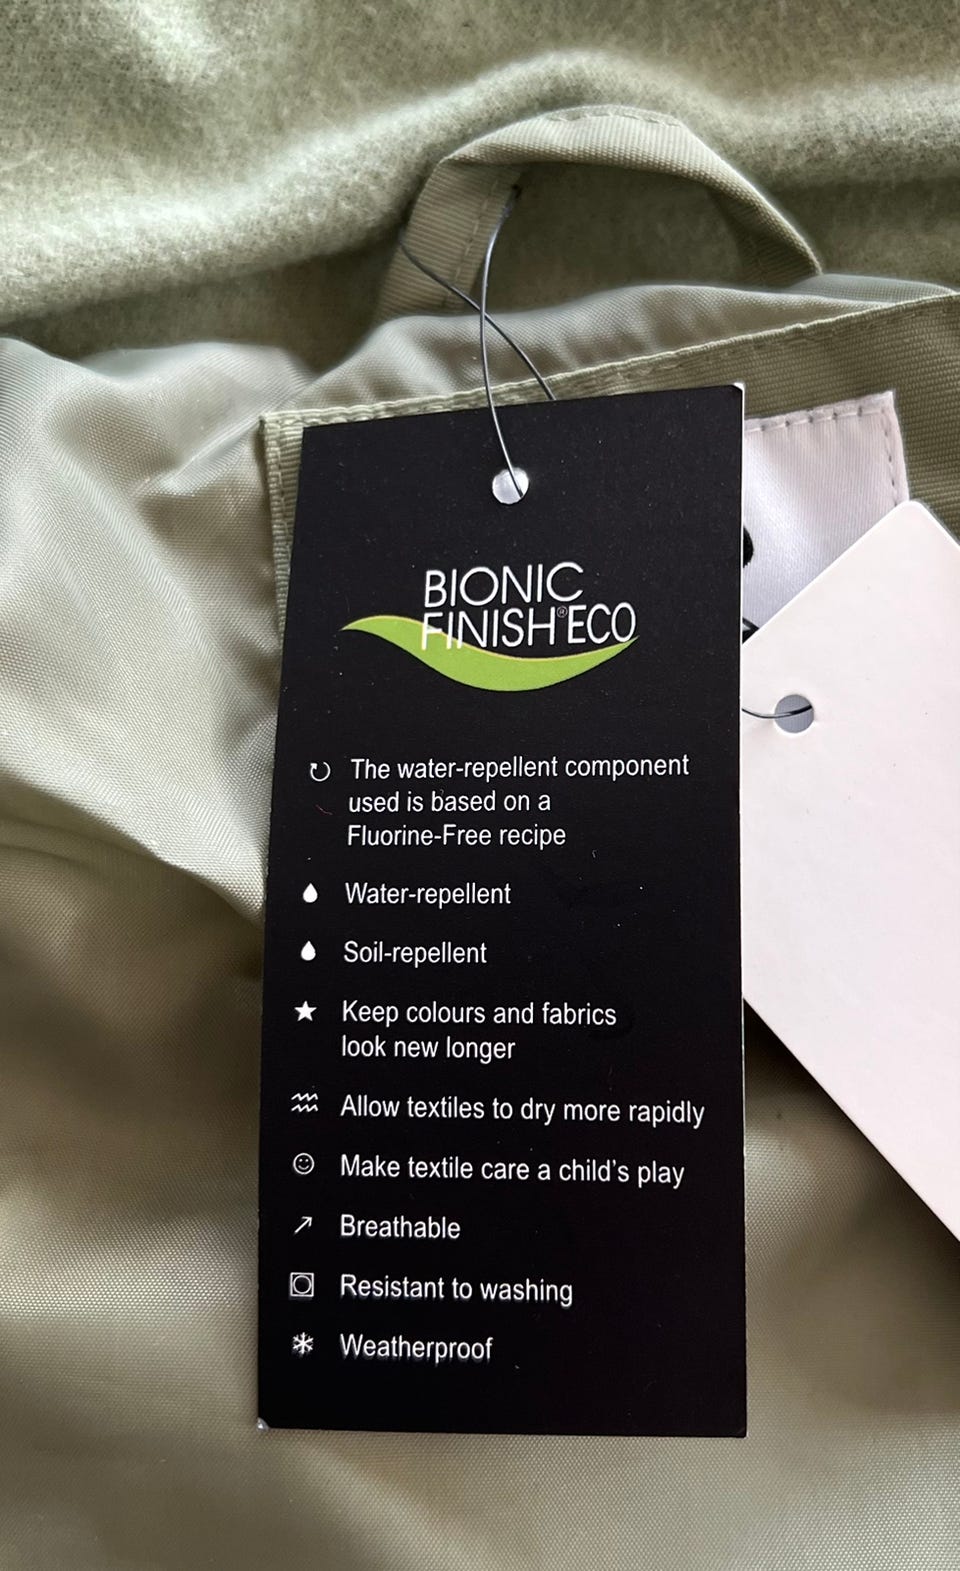 BIONIC
FINISH®ECO
The water-repellent component
used is based on a
Fluorine-Free recipe
Water-repellent
Soil-repellent
Keep colours and fabrics
look new longer
Allow textiles to dry more rapidly
Make textile care a child's play
Breathable
Resistant to washing
Weatherproof